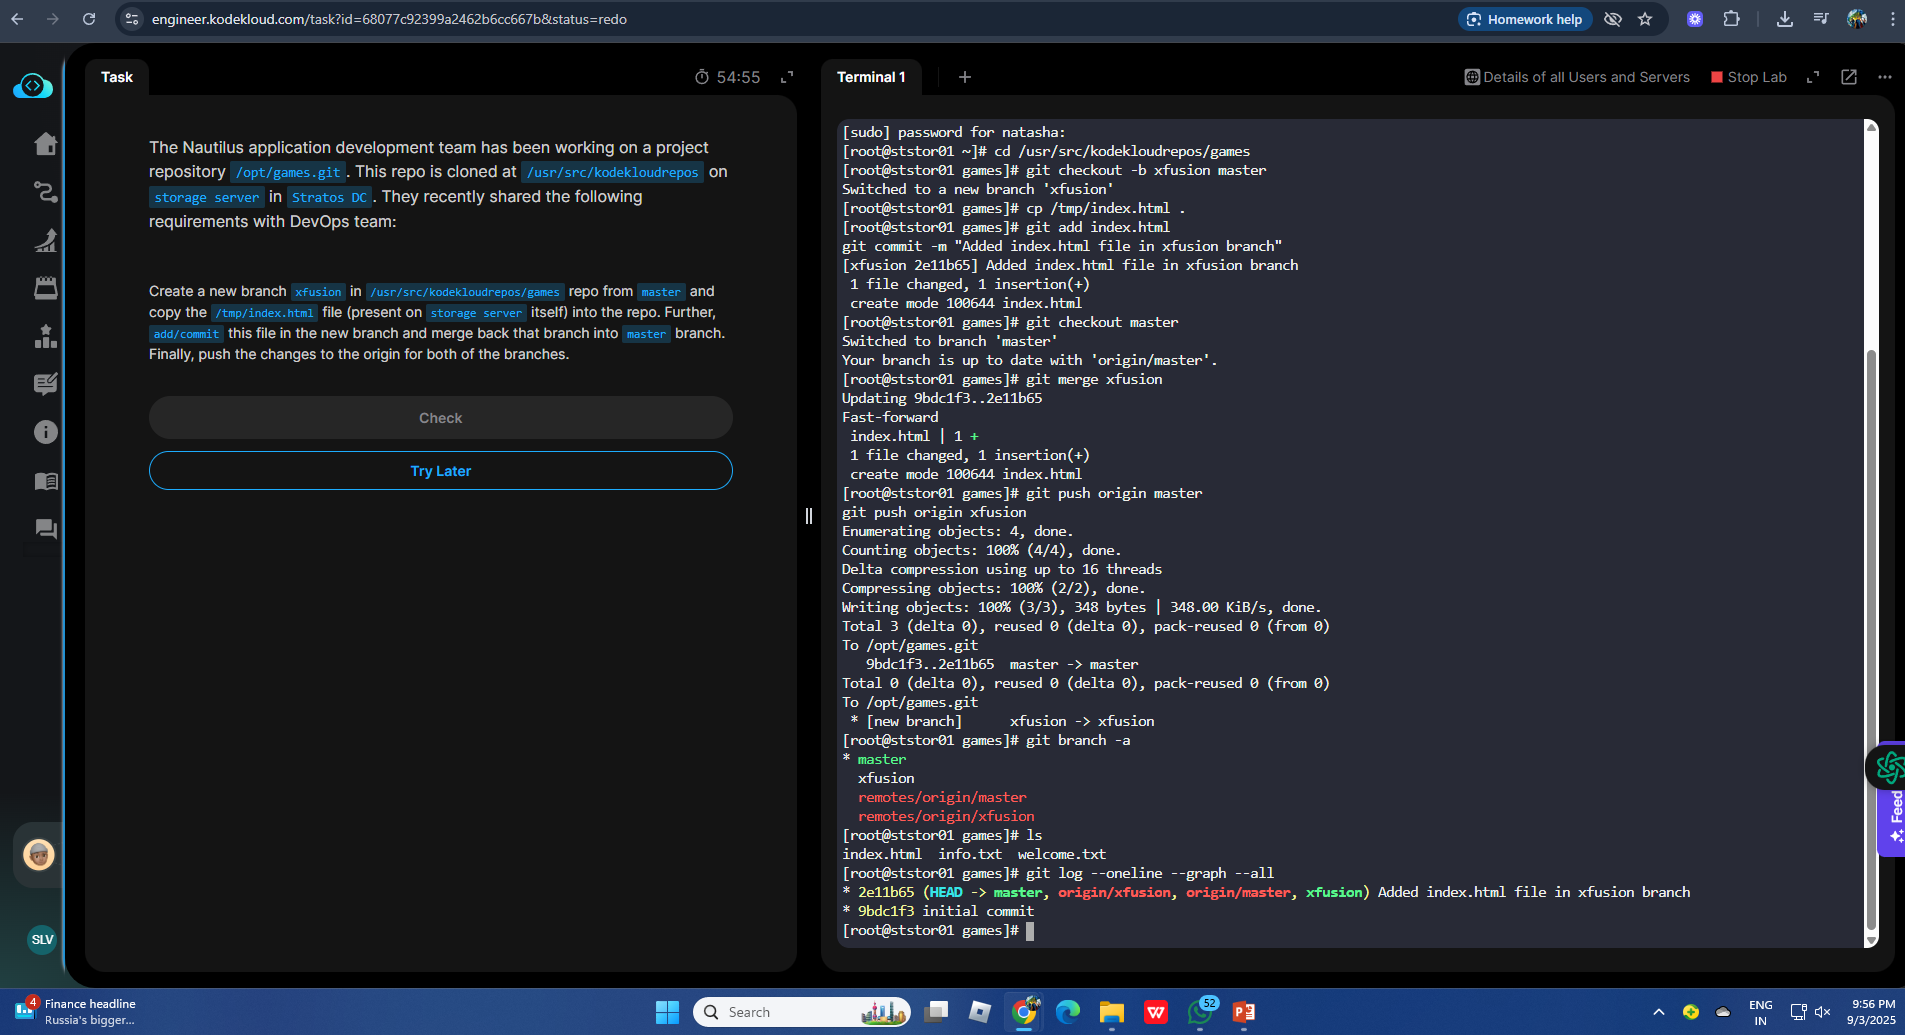 engineer.kodekloud.com/task?id=68077c92399a2462b6cc667b&status=redo
Homework help
Task
54:55
Terminal 1
Details of all Users and Servers
Stop Lab
The Nautilus application development team has been working on a project
repository /opt/games.git. This repo is cloned at /usr/src/kodekloudrepos on
storage server in Stratos DC. They recently shared the following
requirements with DevOps team:
Create a new branch xfusion in /usr/src/kodekloudrepos/games repo from master and
copy the /tmp/index.html file (present on storage server itself) into the repo. Further,
add/commit this file in the new branch and merge back that branch into master branch.
Finally, push the changes to the origin for both of the branches.
Check
Try Later
[sudo] password for natasha:
[root@ststor01 ~]# cd /usr/src/kodekloudrepos/games
[root@ststor01 games]# git checkout -b xfusion master
Switched to a new branch 'xfusion'
[root@ststor01 games]# cp /tmp/index.html .
[root@ststor01 games]# git add index.html
git commit -m "Added index.html file in xfusion branch"
[xfusion 2e11b65] Added index.html file in xfusion branch
1 file changed, 1 insertion(+)
create mode 100644 index.html
[root@ststor01 games]# git checkout master
Switched to branch 'master'
Your branch is up to date with 'origin/master'.
[root@ststor01 games]# git merge xfusion
Updating 9bdc1f3..2e11b65
Fast-forward
index.html | 1 +
1 file changed, 1 insertion(+)
create mode 100644 index.html
[root@ststor01 games]# git push origin master
git push origin xfusion
Enumerating objects: 4, done.
Counting objects: 100% (4/4), done.
Delta compression using up to 16 threads
Compressing objects: 100% (2/2), done.
Writing objects: 100% (3/3), 348 bytes | 348.00 KiB/s, done.
Total 3 (delta 0), reused 0 (delta 0), pack-reused 0 (from 0)
To /opt/games.git
9bdc1f3..2e11b65  master -> master
Total 0 (delta 0), reused 0 (delta 0), pack-reused 0 (from 0)
To /opt/games.git
* [new branch]      xfusion -> xfusion
[root@ststor01 games]# git branch -a
* master
xfusion
remotes/origin/master
remotes/origin/xfusion
[root@ststor01 games]# ls
index.html  info.txt  welcome.txt
[root@ststor01 games]# git log --oneline --graph --all
* 2e11b65 (HEAD -> master, origin/xfusion, origin/master, xfusion) Added index.html file in xfusion branch
* 9bdc1f3 initial commit
[root@ststor01 games]#
SLV
4
Finance headline
Russia's bigger...
Search
52
ENG
IN
9:56 PM
9/3/2025